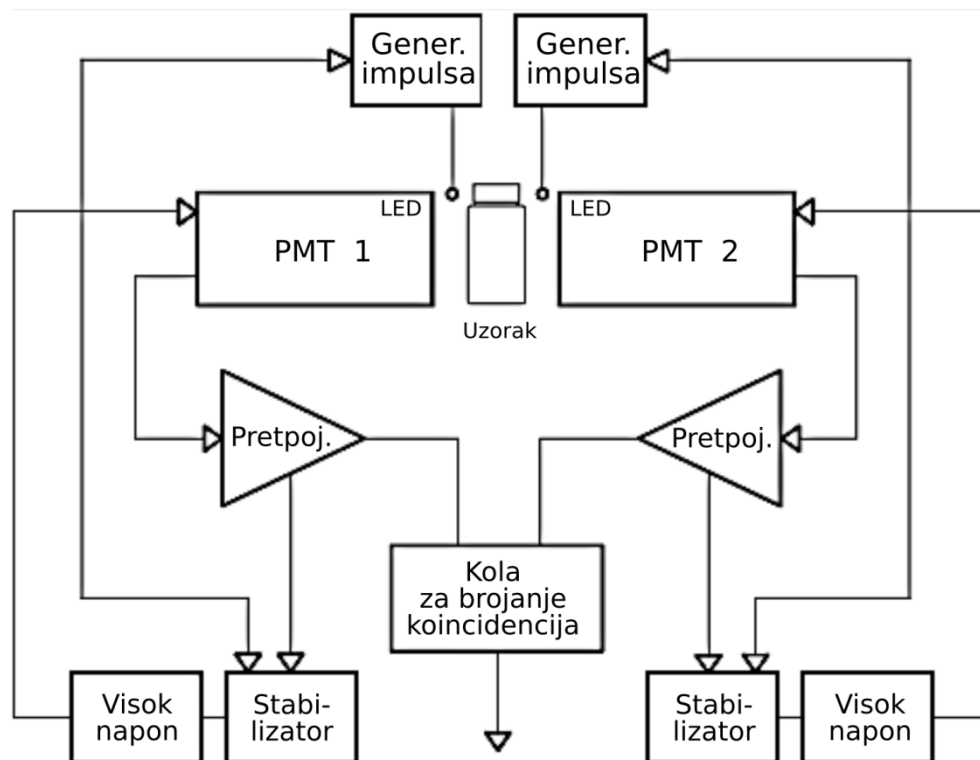 Gener.
impulsa
Gener.
impulsa
LED
PMT 1
LED
PMT 2
Uzorak
Pretpoj.
Pretpoj.
Kola
za brojanje
koincidencija
Visok
napon
Stabi-
lizator
Stabi-
lizator
Visok
napon